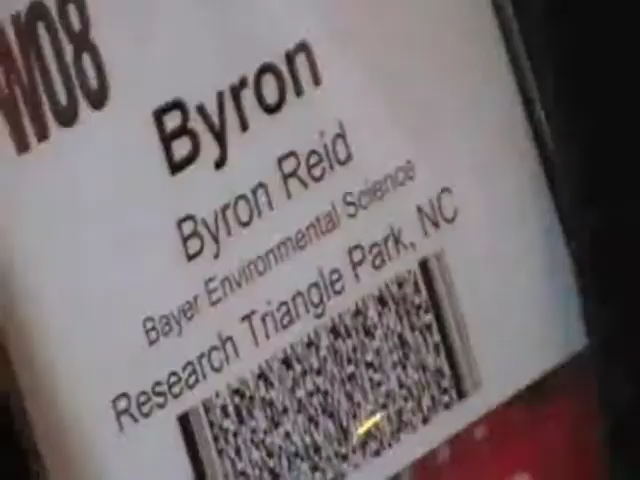 W08
Byron
Byron Reid
Bayer Environmental Science
Research Triangle Park, NC